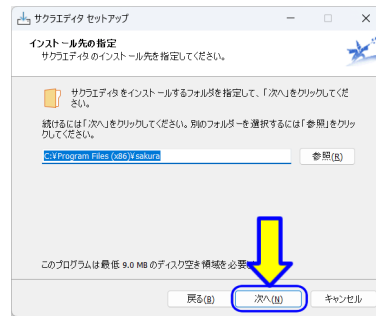 サクラエディタ セットアップ
インストール先の指定
サクラエディタのインストール先を指定してください。
サクラエディタをインストールするフォルダを指定して、「次へ」をクリックしてくだ
さい。
続けるには「次へ」をクリックしてください。別のフォルダーを選択するには「参照」をクリッ
クしてください。
C:¥Program Files (x86)¥sakura
参照(R)
このプログラムは最低 9.0 MB のディスク空き領域を必要
戻る(B)
次へ(N)
キャンセル